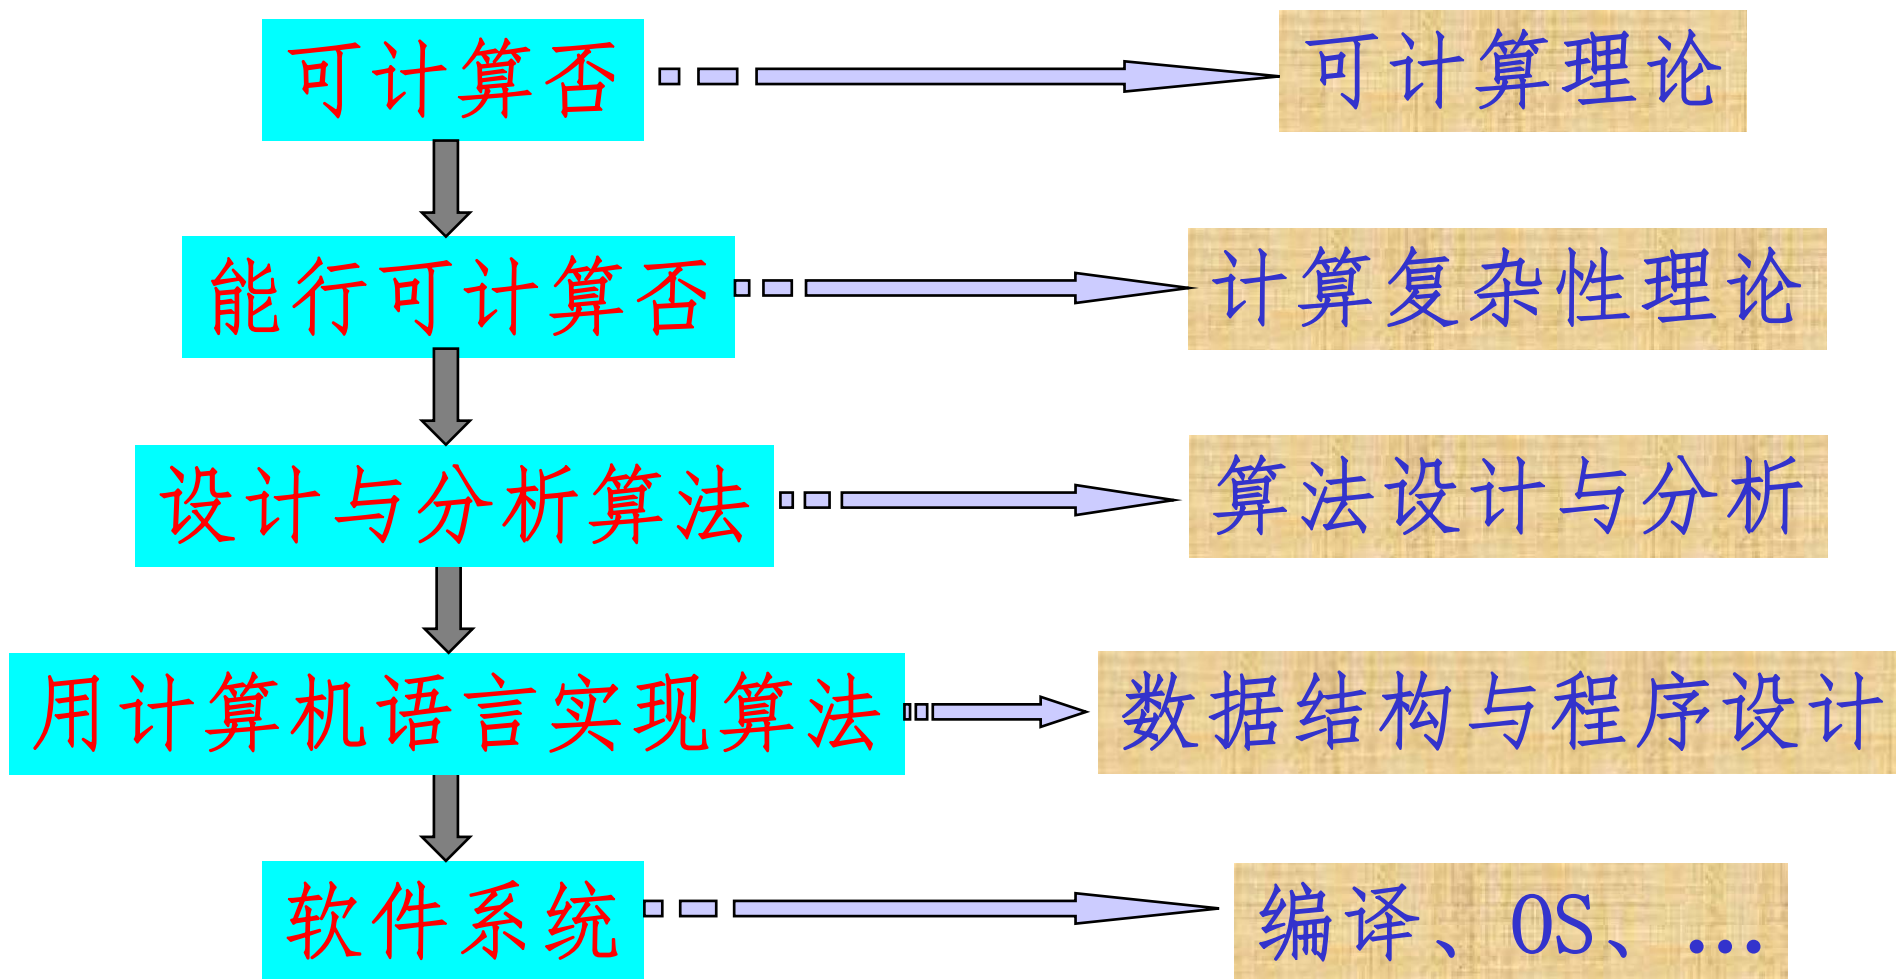 可计算否
可计算理论
能行可计算否
计算复杂性理论
设计与分析算法
算法设计与分析
用计算机语言实现算法
数据结构与程序设计
软件系统
编译、OS、…